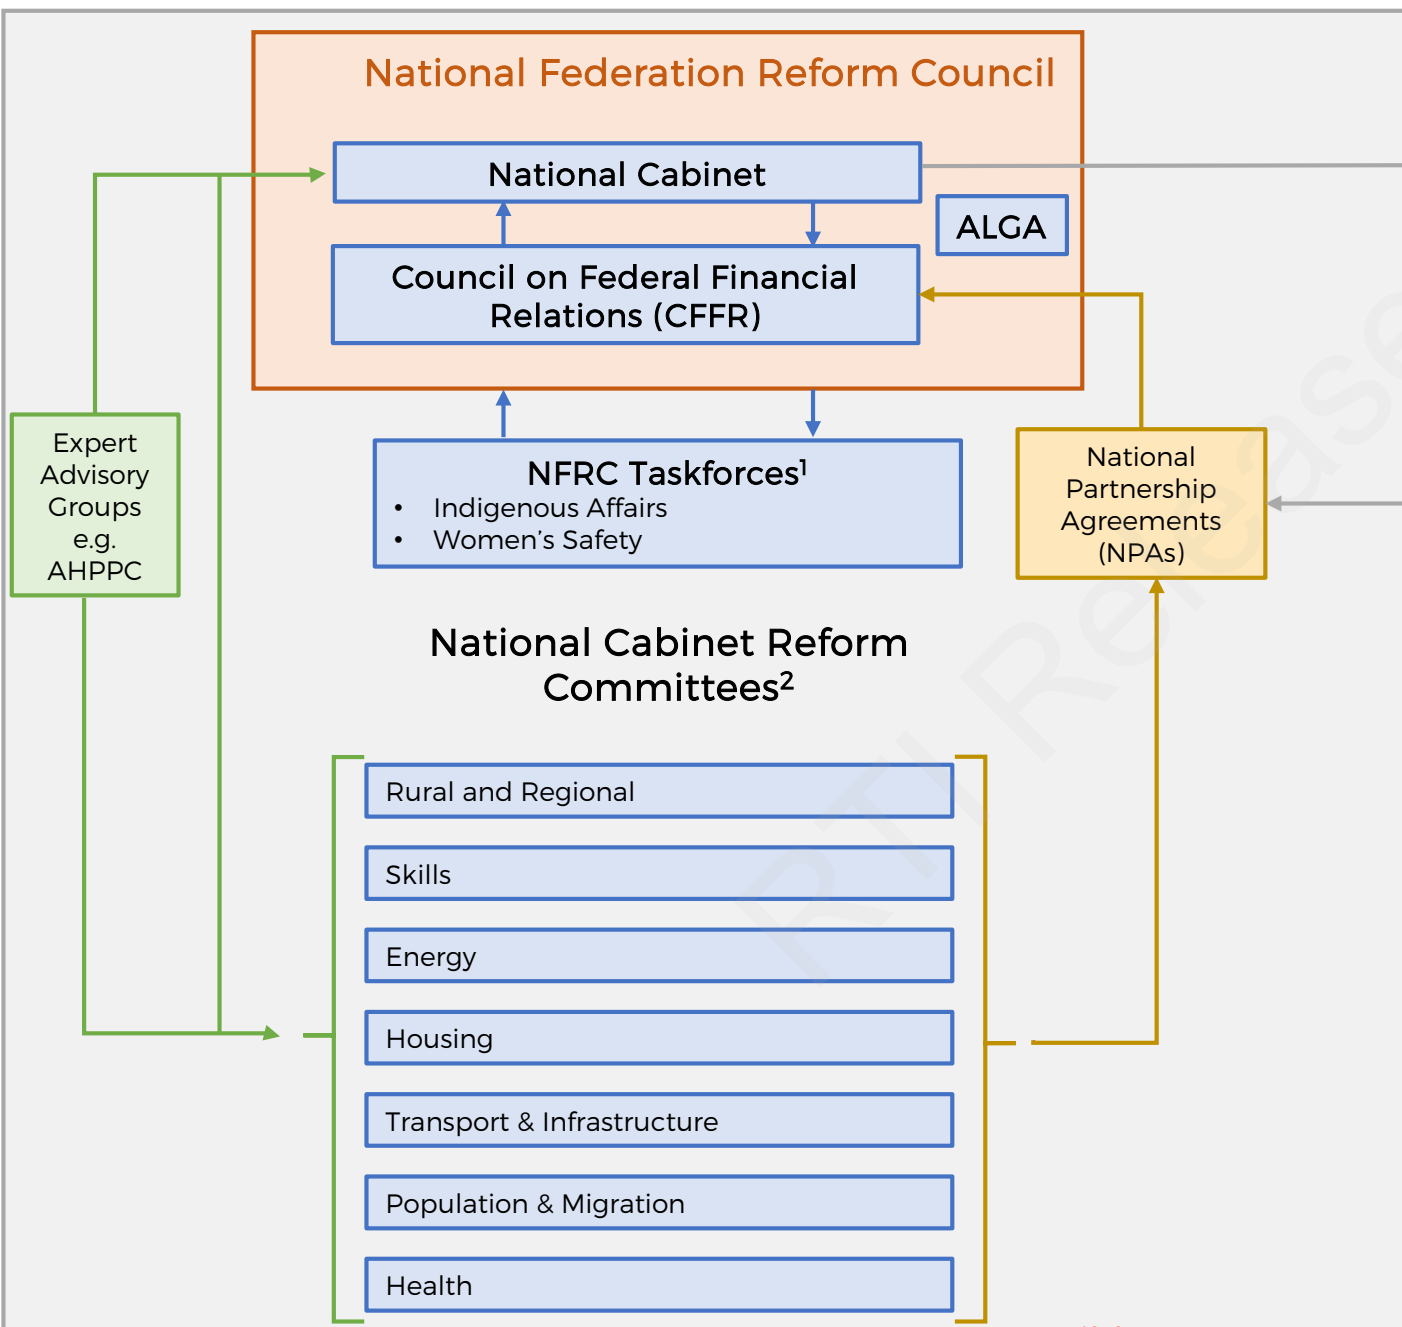 National Federation Reform Council
National Cabinet
ALGA
Council on Federal Financial
Relations (CFFR)
Expert
Advisory
Groups
e.g.
AHPPC
NFRC Taskforces¹
• Indigenous Affairs
• Women's Safety
National
Partnership
Agreements
(NPAs)
National Cabinet Reform
Committees²
Rural and Regional
Skills
Energy
Housing
Transport & Infrastructure
Population & Migration
Health
RTI Release